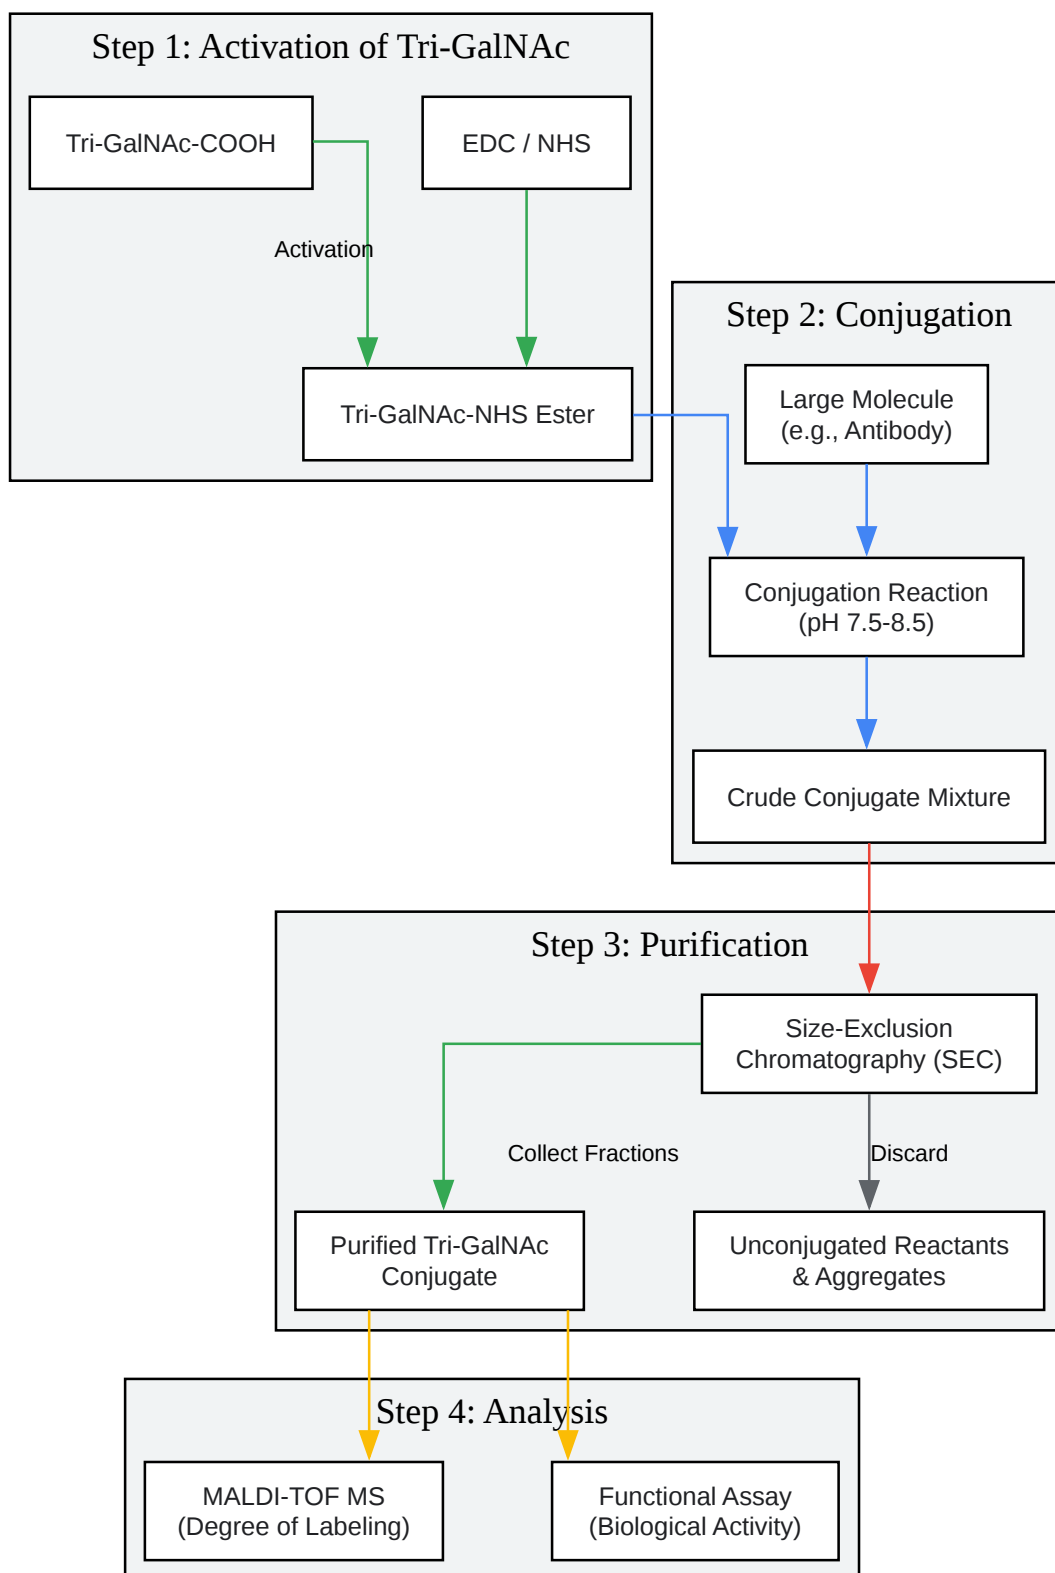 Step 1: Activation of Tri-GalNAc
Tri-GalNAc-COOH
EDC / NHS
Activation
Tri-GalNAc-NHS Ester
Step 2: Conjugation
Large Molecule
(e.g., Antibody)
Conjugation Reaction
(pH 7.5-8.5)
Crude Conjugate Mixture
Step 3: Purification
Size-Exclusion
Chromatography (SEC)
Collect Fractions
Discard
Purified Tri-GalNAc
Conjugate
Unconjugated Reactants
& Aggregates
Step 4: Analysis
MALDI-TOF MS
(Degree of Labeling)
Functional Assay
(Biological Activity)